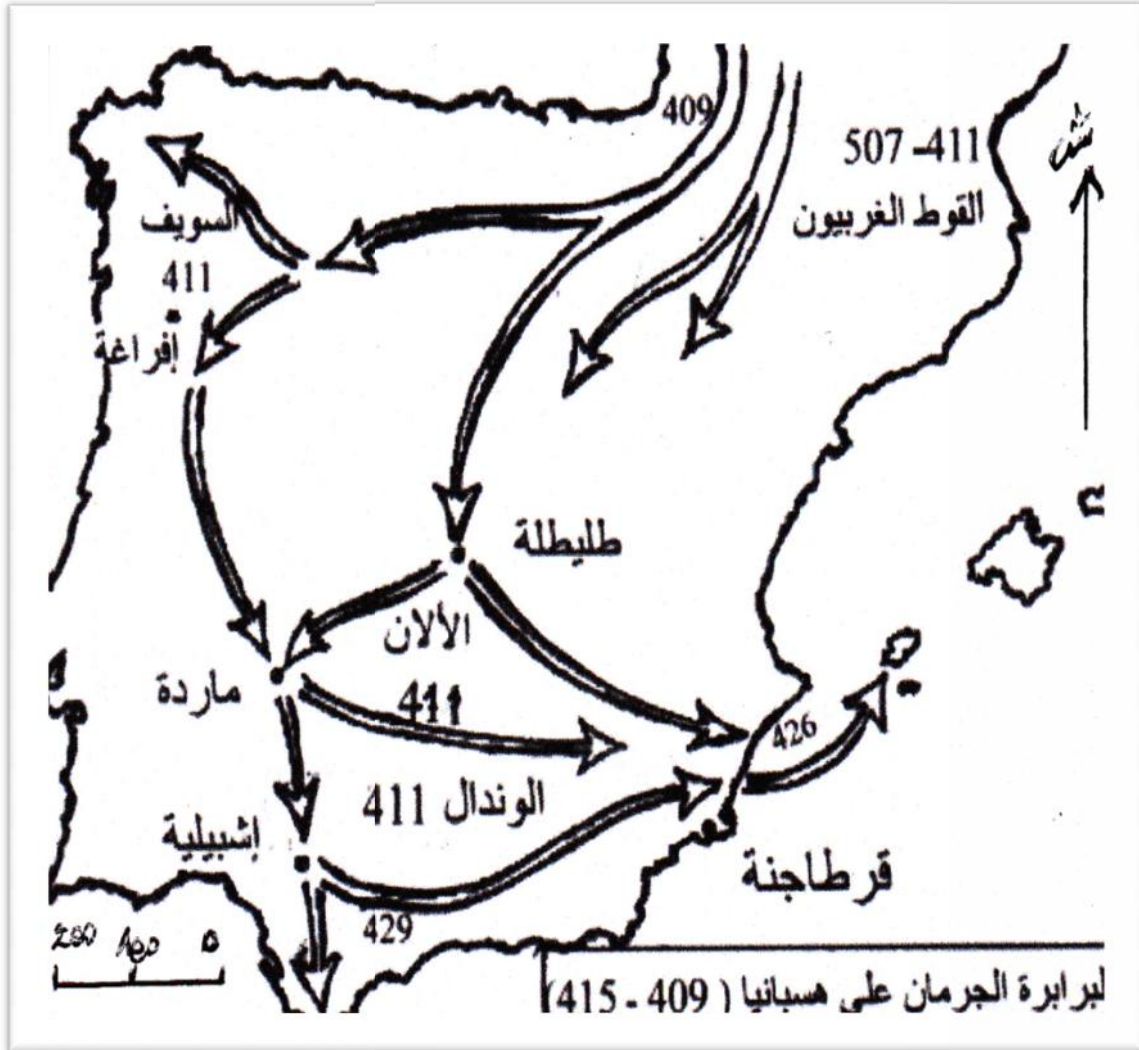 409
507 -411
القوط الغربيون
السويف
411
إفراغة
طليطلة
الألان
411
ماردة
426
الوندال 411
إشبيلية
قرطاجنة
429
لبرابرة الجرمان على هسبانيا ( 409 - 415)